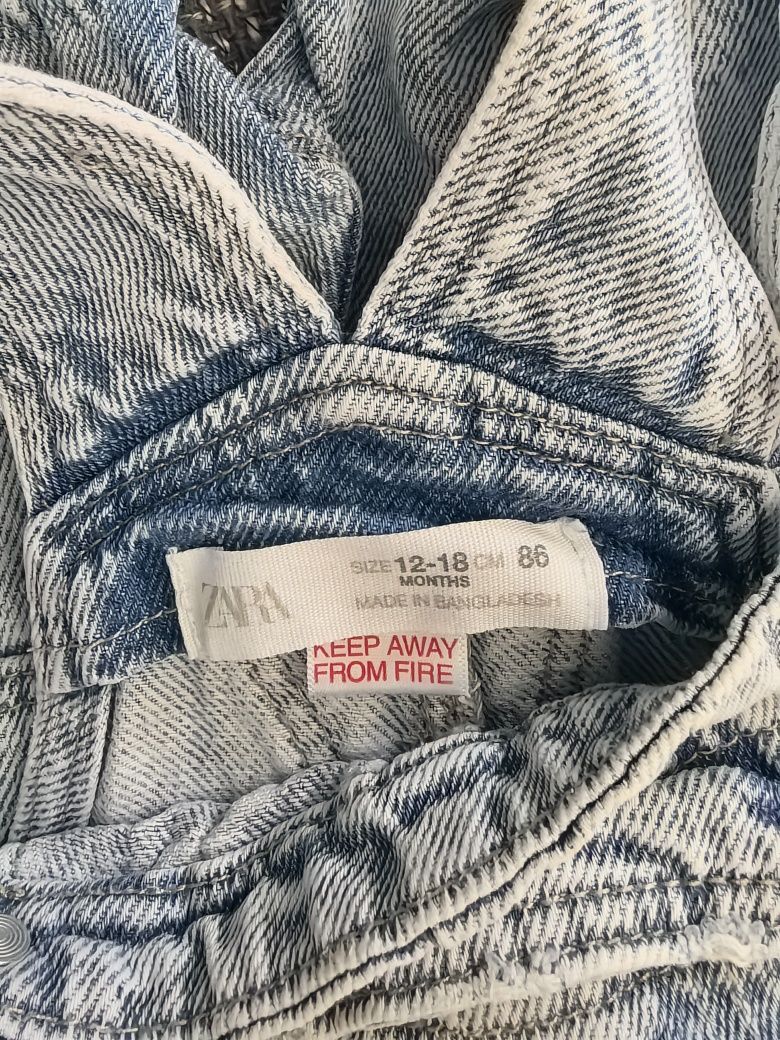 ZARA
SIZE 12-18 CM 86
MONTHS
MADE IN BANGLADESH
KEEP AWAY
FROM FIRE